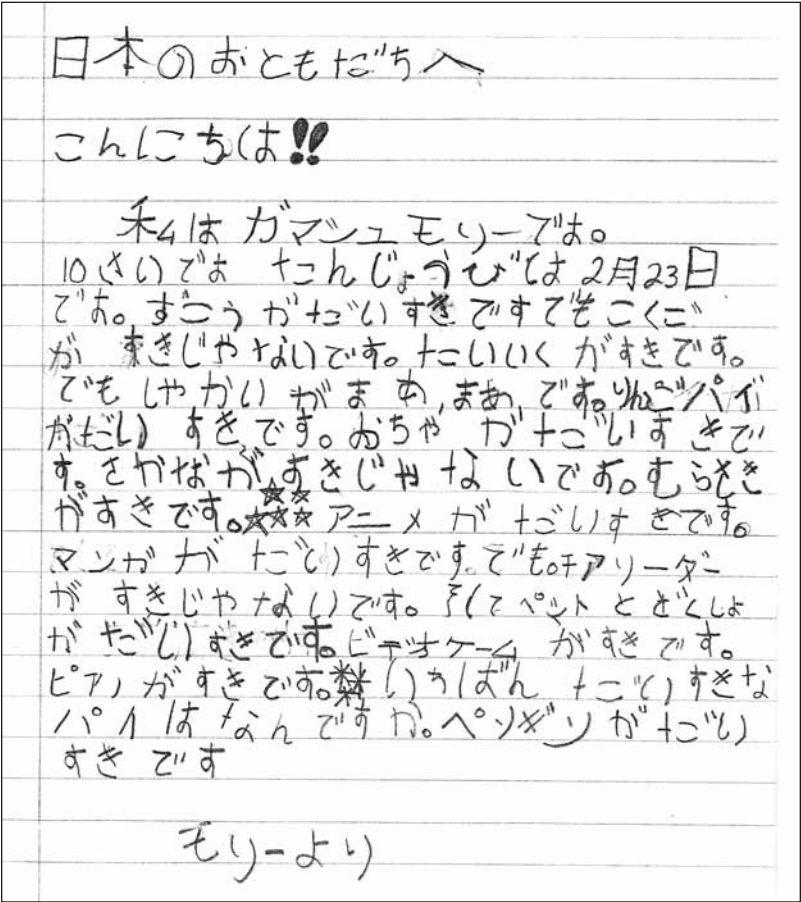 日本のおともだちへ
こんにちは!!
私はガマシュモリーです。
10さいです たんじょうびは2月23日
です。すこうがだいすきですでもこくご
が すきじゃないです。たいいくがすきです。
でもしゃかいがまあ,まあ,です。りんごパイ
がだいすきです。おちゃ がだいすきで
す。さかながすきじゃないです。むらさき
がすきです。☆☆☆☆☆アニメがだいすきです。
マンガがだいすきです。でも。チアリーダー
がすきじゃないです。そしてペットとどくしょ
がだいすきです。ビデオゲームがすきです。
ピアノがすきです。いちばん だいすきな
パイはなんですか。ペンギンがだい
すきです
モリーより